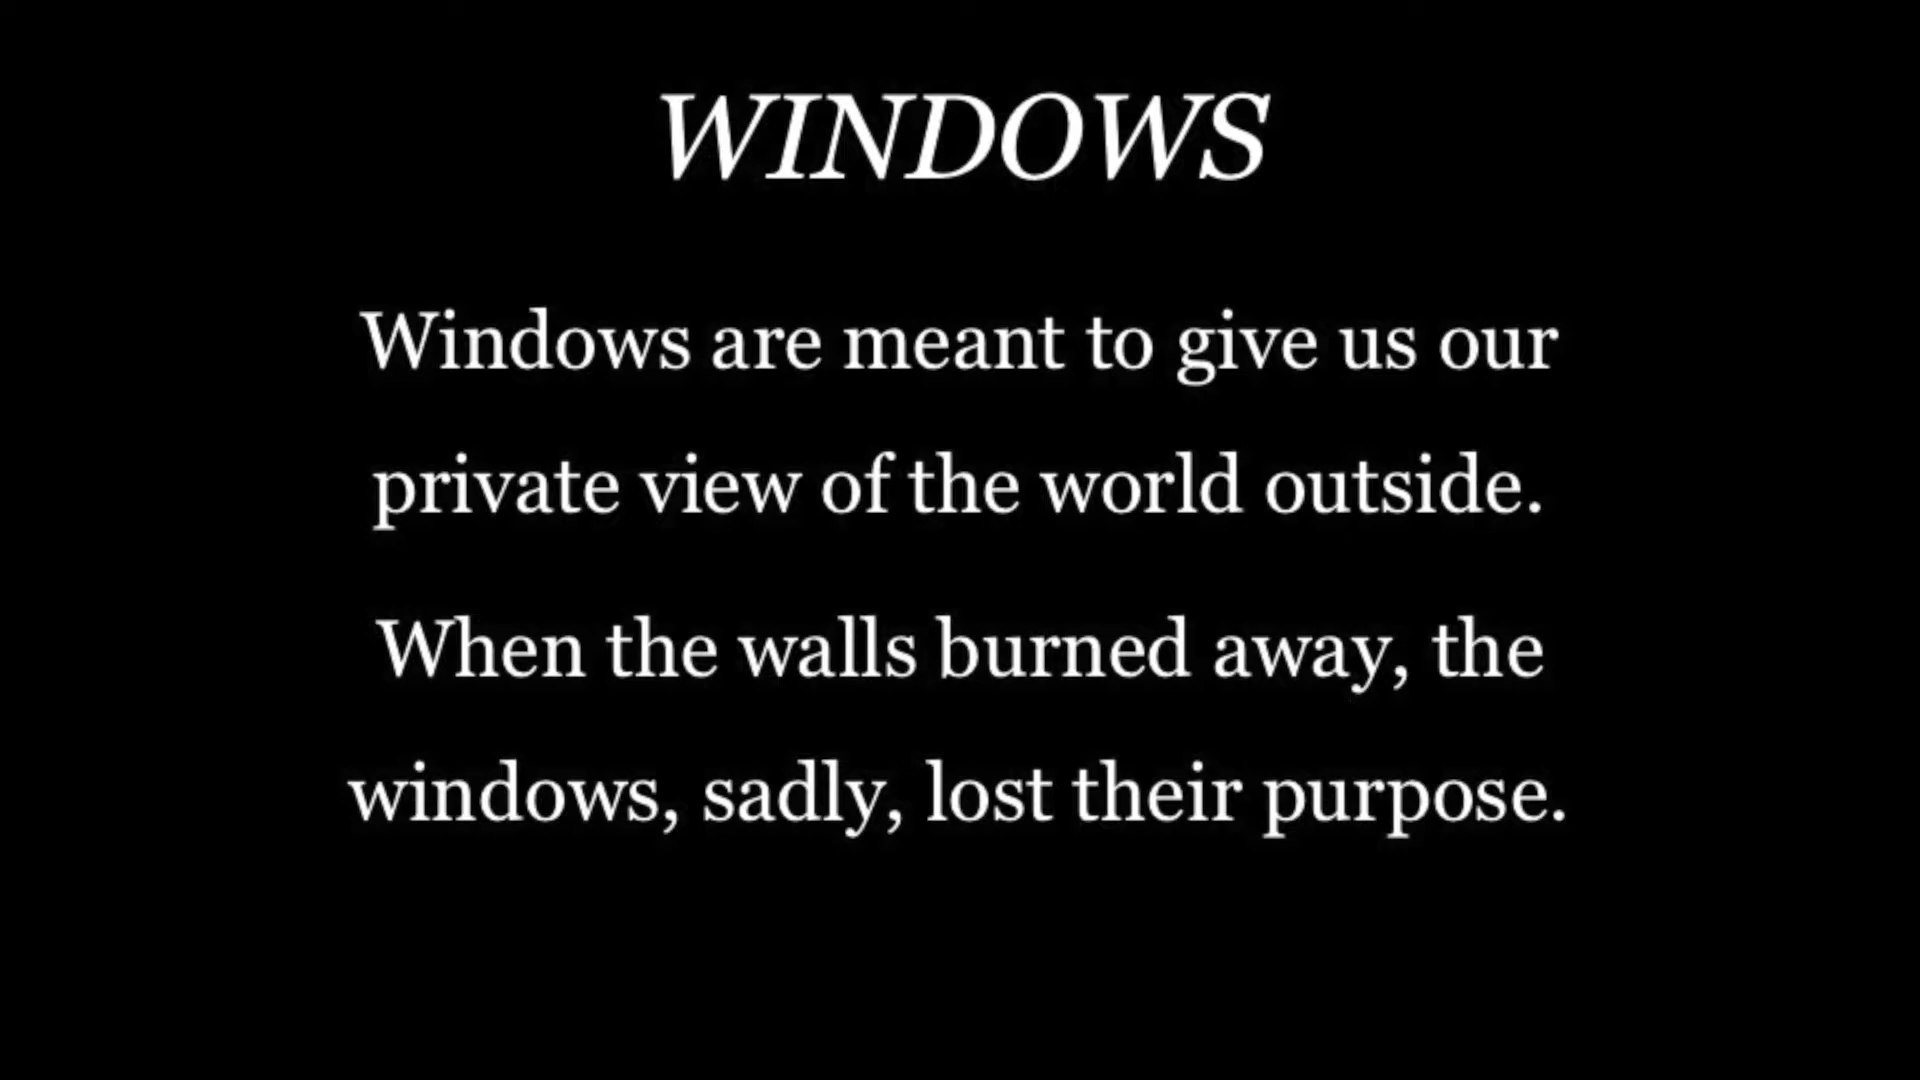 WINDOWS
Windows are meant to give us our
private view of the world outside.
When the walls burned away, the
windows, sadly, lost their purpose.